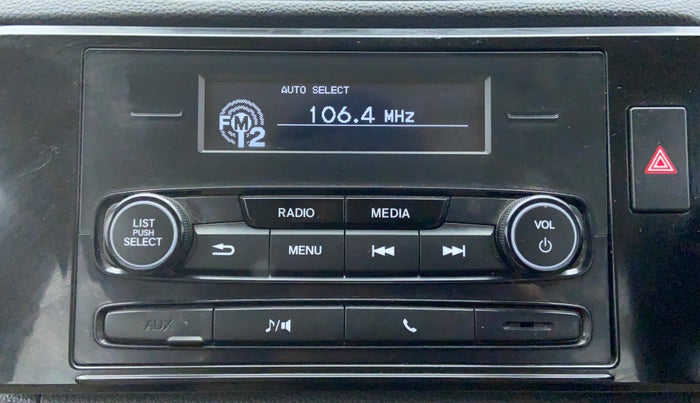 AUTO SELECT
FM 12
106.4 MHz
RADIO
MEDIA
LIST
PUSH
SELECT
MENU
VOL
AUX